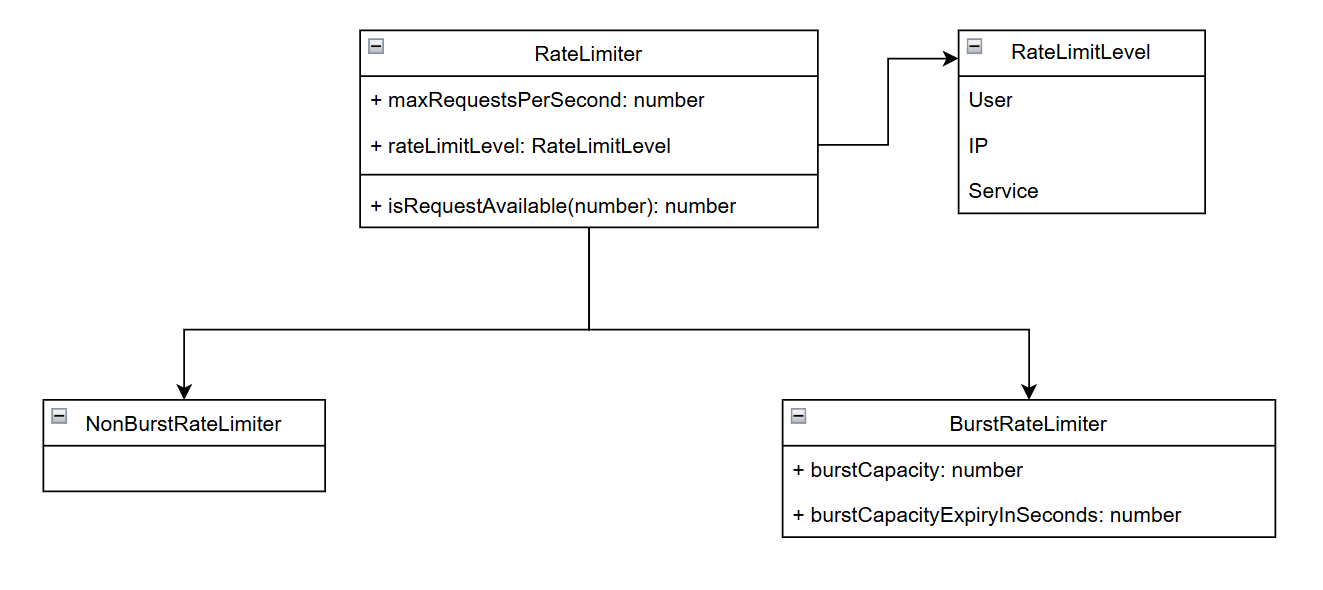 RateLimiter
+ maxRequestsPerSecond: number
+ rateLimitLevel: RateLimitLevel
+ isRequestAvailable(number): number
RateLimitLevel
User
IP
Service
NonBurstRateLimiter
BurstRateLimiter
+ burstCapacity: number
+ burstCapacityExpiryInSeconds: number